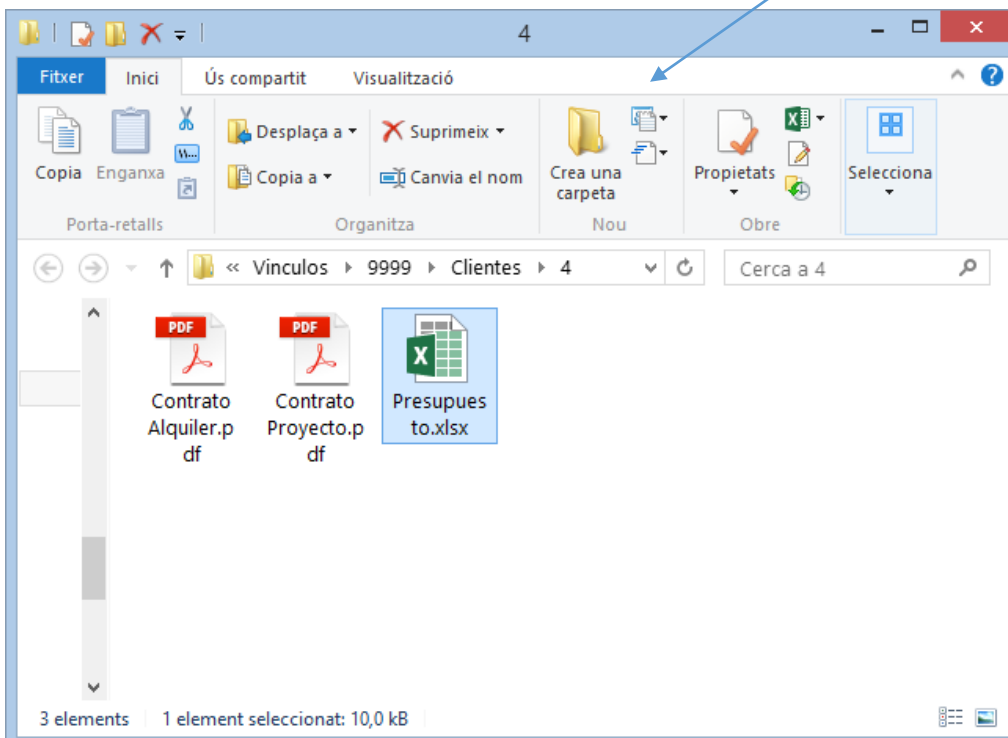 4
Fitxer Inici Ús compartit Visualització
Copia
Enganxa
W...
Porta-retalls
Desplaça a
Copia a
Suprimeix
Canvia el nom
Organitza
Crea una
carpeta
Nou
Propietats
Obre
Selecciona
« Vinculos 9999 Clientes 4
Cerca a 4
PDF
Contrato
Alquiler.p
df
PDF
Contrato
Proyecto.p
df
X
Presupues
to.xlsx
3 elements 1 element seleccionat: 10,0 kB